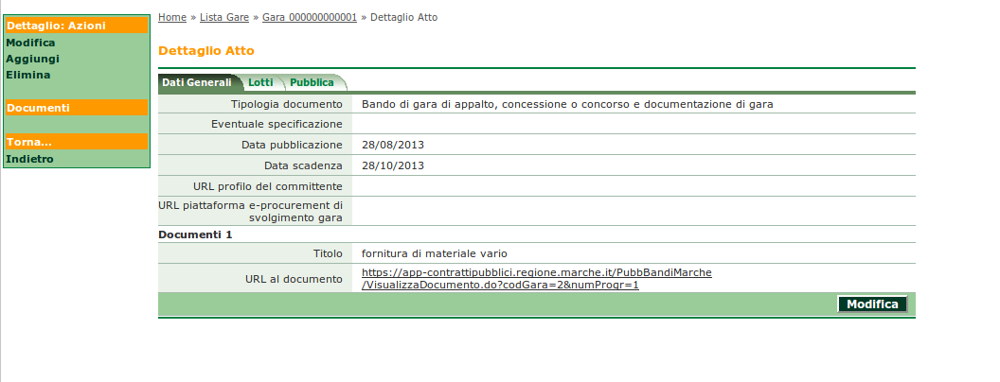 Home » Lista Gare » Gara 000000000001 » Dettaglio Atto
Dettaglio: Azioni
Modifica
Aggiungi
Elimina
Documenti
Torna...
Indietro
Dettaglio Atto
Dati Generali Lotti Pubblica
Tipologia documento Bando di gara di appalto, concessione o concorso e documentazione di gara
Eventuale specificazione
Data pubblicazione 28/08/2013
Data scadenza 28/10/2013
URL profilo del committente
URL piattaforma e-procurement di
svolgimento gara
Documenti 1
Titolo fornitura di materiale vario
URL al documento https://app-contrattipubblici.regione.marche.it/PubbBandiMarche
/VisualizzaDocumento.do?codGara=2&numProgr=1
Modifica